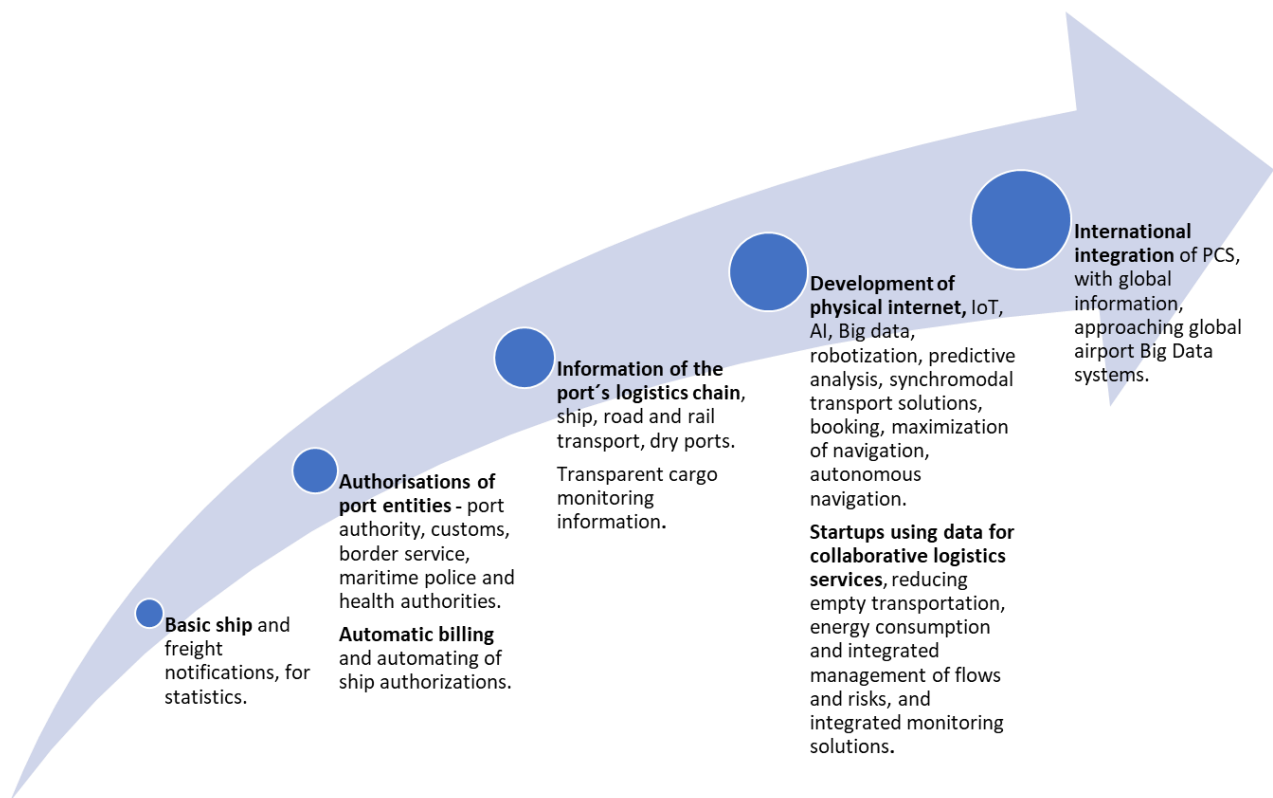 Basic ship and
freight
notifications, for
statistics.
Authorisations of
port entities - port
authority, customs,
border service,
maritime police and
health authorities.
Automatic billing
and automating of
ship authorizations.
Information of the
port´s logistics chain,
ship, road and rail
transport, dry ports.
Transparent cargo
monitoring
information.
Development of
physical internet, IoT,
AI, Big data,
robotization, predictive
analysis, synchromodal
transport solutions,
booking, maximization
of navigation,
autonomous
navigation.
Startups using data for
collaborative logistics
services, reducing
empty transportation,
energy consumption
and integrated
management of flows
and risks, and
integrated monitoring
solutions.
International
integration of PCS,
with global
information,
approaching global
airport Big Data
systems.